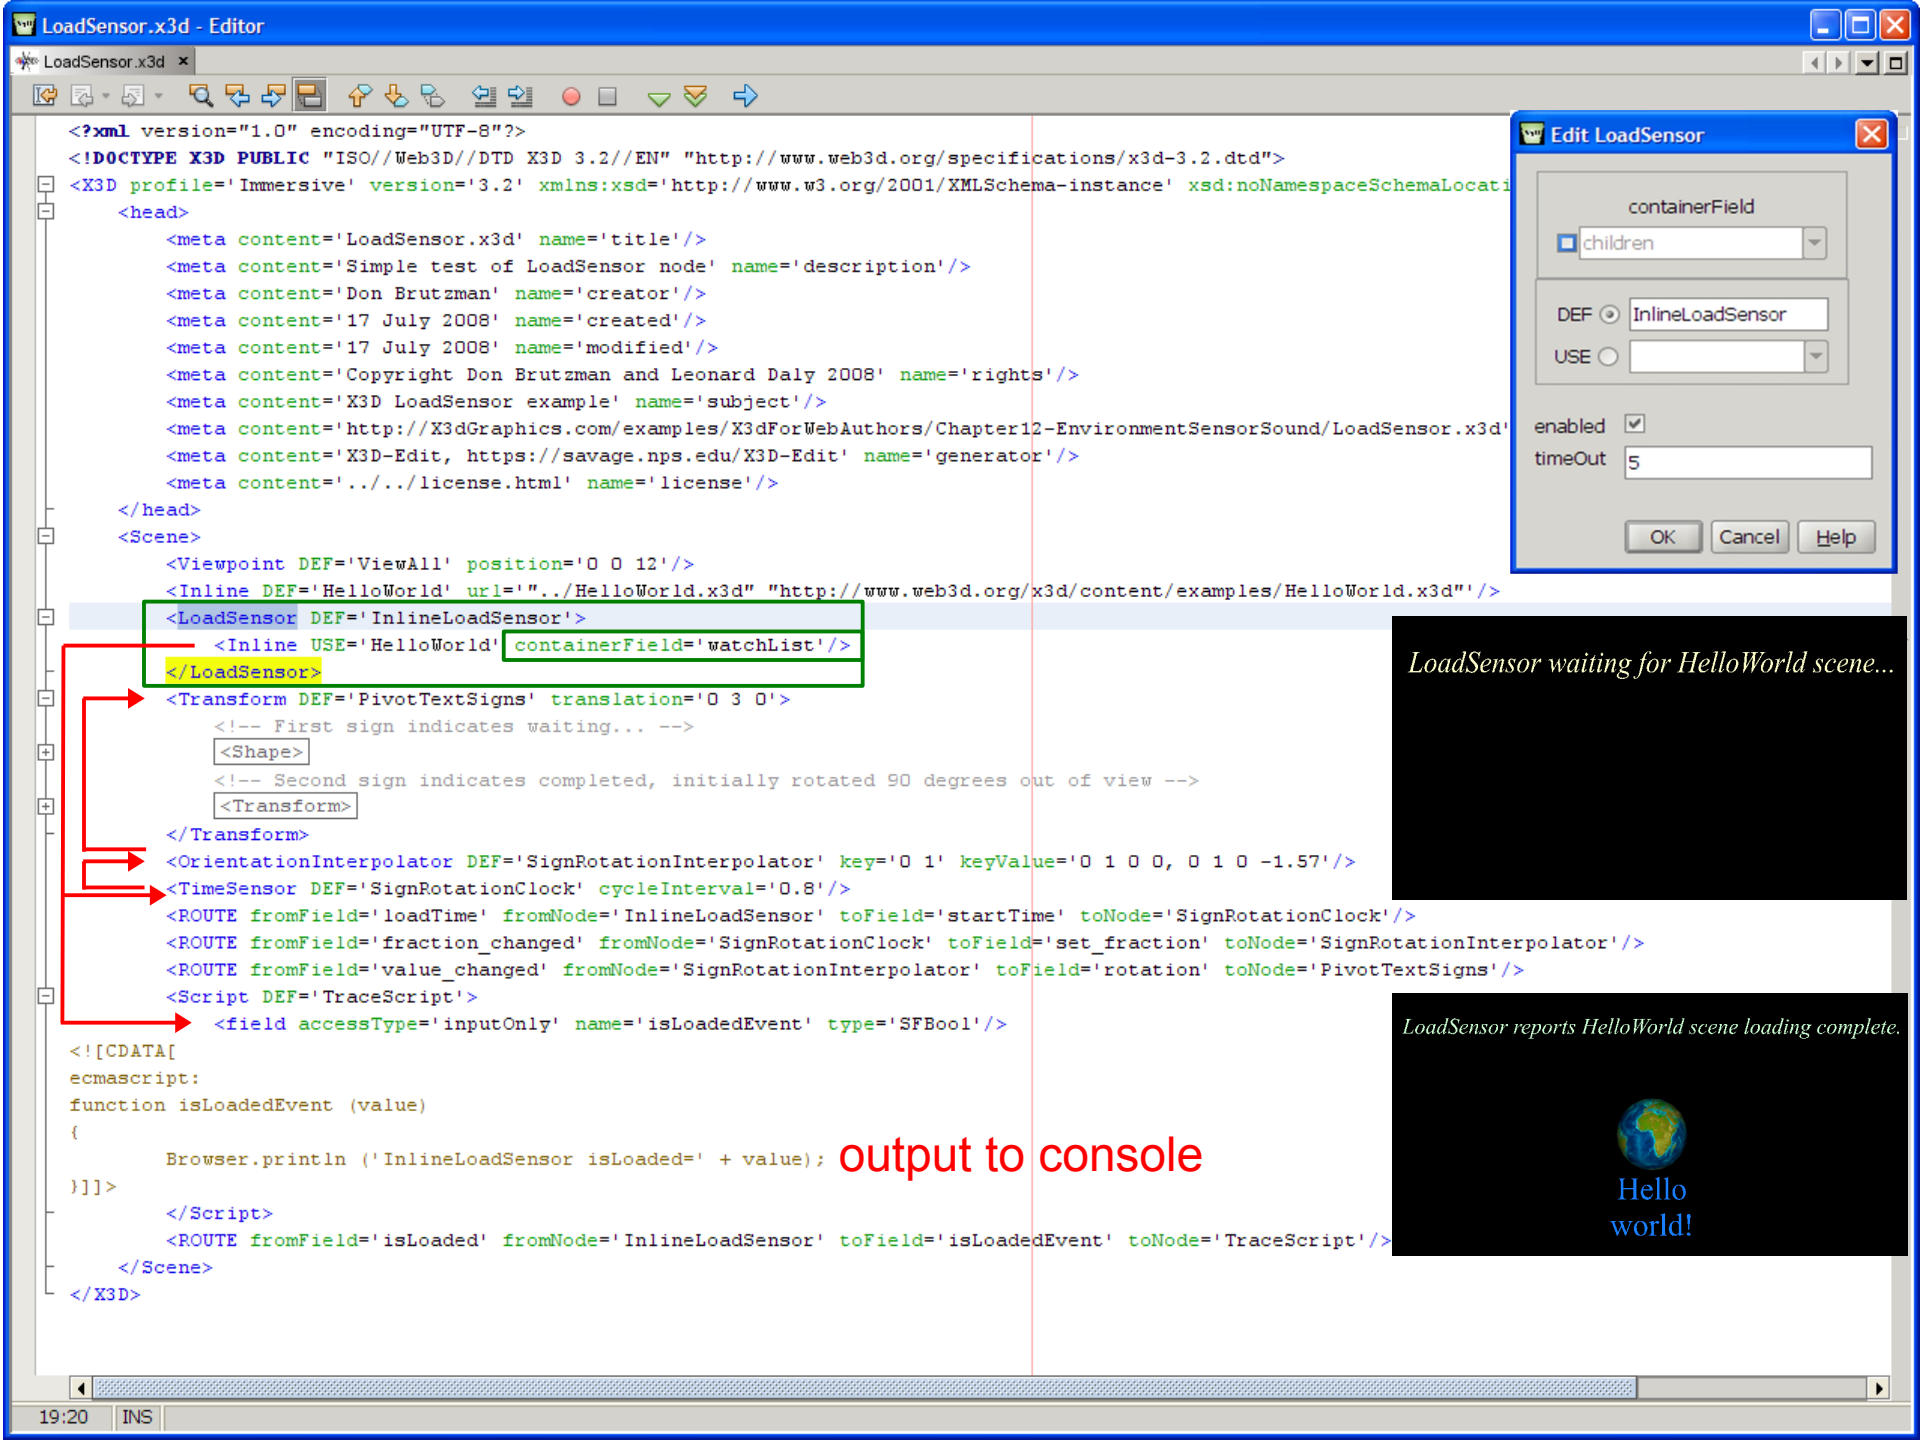 LoadSensor.x3d - Editor
LoadSensor.x3d ×
<?xml version="1.0" encoding="UTF-8"?>
<!DOCTYPE X3D PUBLIC "ISO//Web3D//DTD X3D 3.2//EN" "http://www.web3d.org/specifications/x3d-3.2.dtd">
<X3D profile='Immersive' version='3.2' xmlns:xsd='http://www.w3.org/2001/XMLSchema-instance' xsd:noNamespaceSchemaLocati
<head>
<meta content='LoadSensor.x3d' name='title'/>
<meta content='Simple test of LoadSensor node' name='description'/>
<meta content='Don Brutzman' name='creator'/>
<meta content='17 July 2008' name='created'/>
<meta content='17 July 2008' name='modified'/>
<meta content='Copyright Don Brutzman and Leonard Daly 2008' name='rights'/>
<meta content='X3D LoadSensor example' name='subject'/>
<meta content='http://X3dGraphics.com/examples/X3dForWebAuthors/Chapter12-EnvironmentSensorSound/LoadSensor.x3d'
<meta content='X3D-Edit, https://savage.nps.edu/X3D-Edit' name='generator'/>
<meta content='../../license.html' name='license'/>
</head>
<Scene>
<Viewpoint DEF='ViewAll' position='0 0 12'/>
<Inline DEF='HelloWorld' url='"../HelloWorld.x3d" "http://www.web3d.org/x3d/content/examples/HelloWorld.x3d"'/>
<LoadSensor DEF='InlineLoadSensor'>
<Inline USE='HelloWorld' containerField='watchList'/>
</LoadSensor>
<Transform DEF='PivotTextSigns' translation='0 3 0'>
<!-- First sign indicates waiting... -->
<Shape>
<!-- Second sign indicates completed, initially rotated 90 degrees out of view -->
<Transform>
</Transform>
<OrientationInterpolator DEF='SignRotationInterpolator' key='0 1' keyValue='0 1 0 0, 0 1 0 -1.57'/>
<TimeSensor DEF='SignRotationClock' cycleInterval='0.8'/>
<ROUTE fromField='loadTime' fromNode='InlineLoadSensor' toField='startTime' toNode='SignRotationClock'/>
<ROUTE fromField='fraction_changed' fromNode='SignRotationClock' toField='set_fraction' toNode='SignRotationInterpolator'/>
<ROUTE fromField='value_changed' fromNode='SignRotationInterpolator' toField='rotation' toNode='PivotTextSigns'/>
<Script DEF='TraceScript'>
<field accessType='inputOnly' name='isLoadedEvent' type='SFBool'/>
<![CDATA[
ecmascript:
function isLoadedEvent (value)
{
Browser.println ('InlineLoadSensor isLoaded=' + value);
}]]>
</Script>
<ROUTE fromField='isLoaded' fromNode='InlineLoadSensor' toField='isLoadedEvent' toNode='TraceScript'/>
</Scene>
</X3D>
output to console
19:20 INS
Edit LoadSensor
containerField
children
DEF InlineLoadSensor
USE
enabled
timeOut 5
OK Cancel Help
LoadSensor waiting for HelloWorld scene...
LoadSensor reports HelloWorld scene loading complete.
Hello
world!